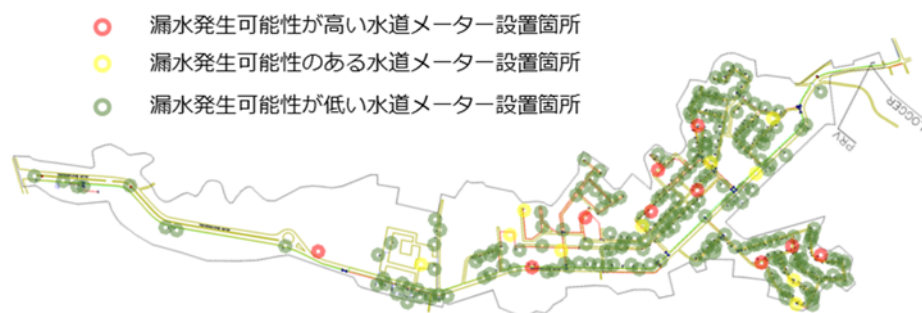 漏水発生可能性が高い水道メーター設置箇所
漏水発生可能性のある水道メーター設置箇所
漏水発生可能性が低い水道メーター設置箇所
PRV
LOGGER